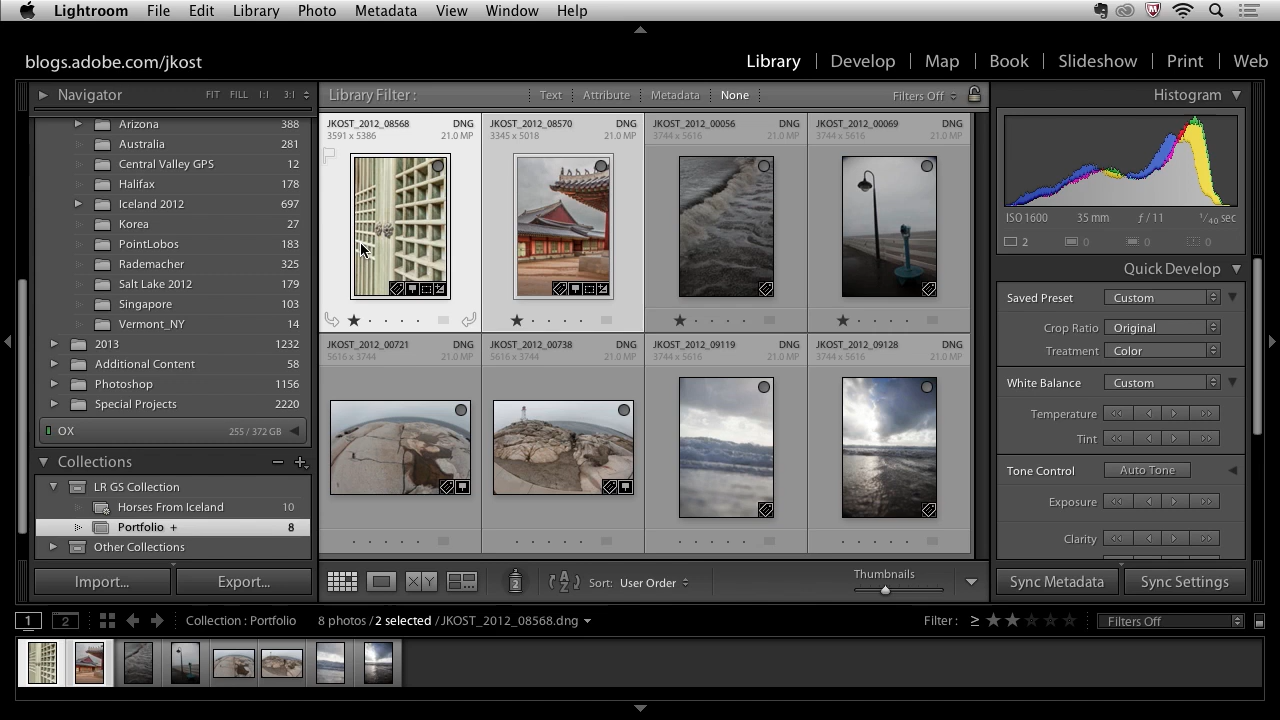 Lightroom File Edit Library Photo Metadata View Window Help
blogs.adobe.com/jkost
Library Develop Map Book Slideshow Print Web
Navigator FIT FILL 1:1 3:1
Arizona 388
Australia 281
Central Valley GPS 12
Halifax 178
Iceland 2012 697
Korea 27
PointLobos 183
Rademacher 325
Salt Lake 2012 179
Singapore 103
Vermont_NY 14
2013 1232
Additional Content 58
Photoshop 1156
Special Projects 2220
OX 255 / 372 GB
Collections
LR GS Collection
Horses From Iceland 10
Portfolio + 8
Other Collections
Import... Export...
Library Filter : Text Attribute Metadata None Filters Off
JKOST_2012_08568 DNG
3591 x 5386 21.0 MP
JKOST_2012_08570 DNG
3345 x 5018 21.0 MP
JKOST_2012_00056 DNG
3744 x 5616 21.0 MP
JKOST_2012_00069 DNG
3744 x 5616 21.0 MP
JKOST_2012_00721 DNG
5616 x 3744 21.0 MP
JKOST_2012_00738 DNG
5616 x 3744 21.0 MP
JKOST_2012_09119 DNG
3744 x 5616 21.0 MP
JKOST_2012_09128 DNG
3744 x 5616 21.0 MP
XY 2 A Z Sort: User Order Thumbnails
Histogram
ISO 1600 35 mm ƒ / 11 1/40 sec
2 0 0 0
Quick Develop
Saved Preset Custom
Crop Ratio Original
Treatment Color
White Balance Custom
Temperature
Tint
Tone Control Auto Tone
Exposure
Clarity
Sync Metadata Sync Settings
1 2 Collection : Portfolio 8 photos / 2 selected / JKOST_2012_08568.dng Filter : ≥ Filters Off